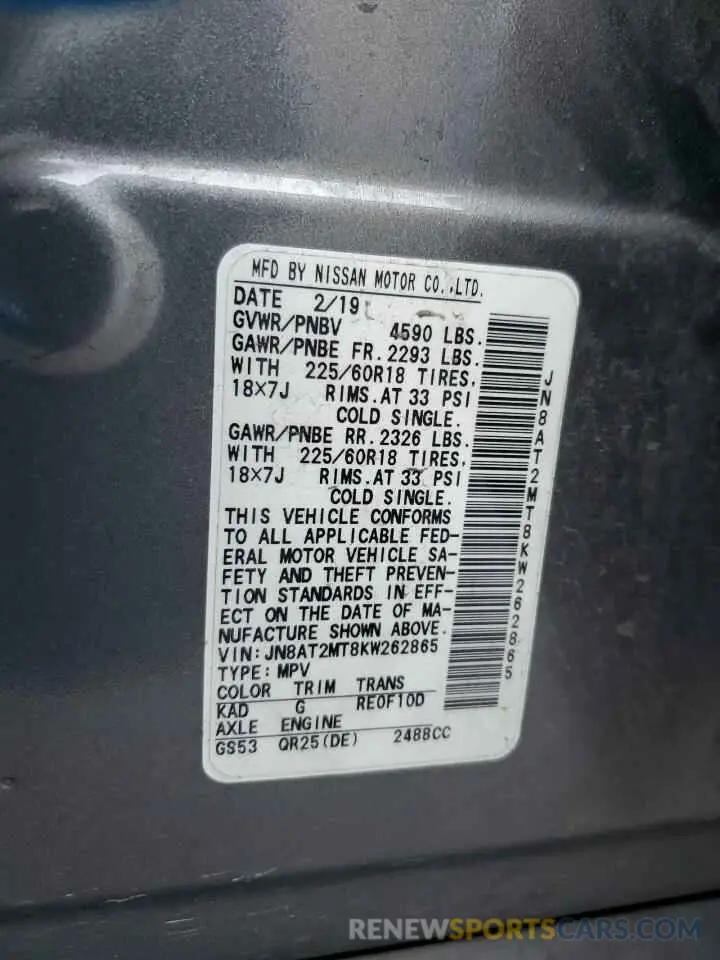 MFD BY NISSAN MOTOR CO.,LTD.
DATE 2/19
GVWR/PNBV 4590 LBS.
GAWR/PNBE FR. 2293 LBS.
WITH 225/60R18 TIRES,
18×7J RIMS.AT 33 PSI
COLD SINGLE.
GAWR/PNBE RR. 2326 LBS.
WITH 225/60R18 TIRES,
18×7J RIMS.AT 33 PSI
COLD SINGLE.
THIS VEHICLE CONFORMS
TO ALL APPLICABLE FED-
ERAL MOTOR VEHICLE SA-
FETY AND THEFT PREVEN-
TION STANDARDS IN EFF-
ECT ON THE DATE OF MA-
NUFACTURE SHOWN ABOVE.
VIN:JN8AT2MT8KW262865
TYPE:MPV
COLOR TRIM TRANS
KAD G RE0F10D
AXLE ENGINE
GS53 QR25(DE) 2488CC
JN8AT2MT8KW262865
RENEWSPORTSCARS.COM